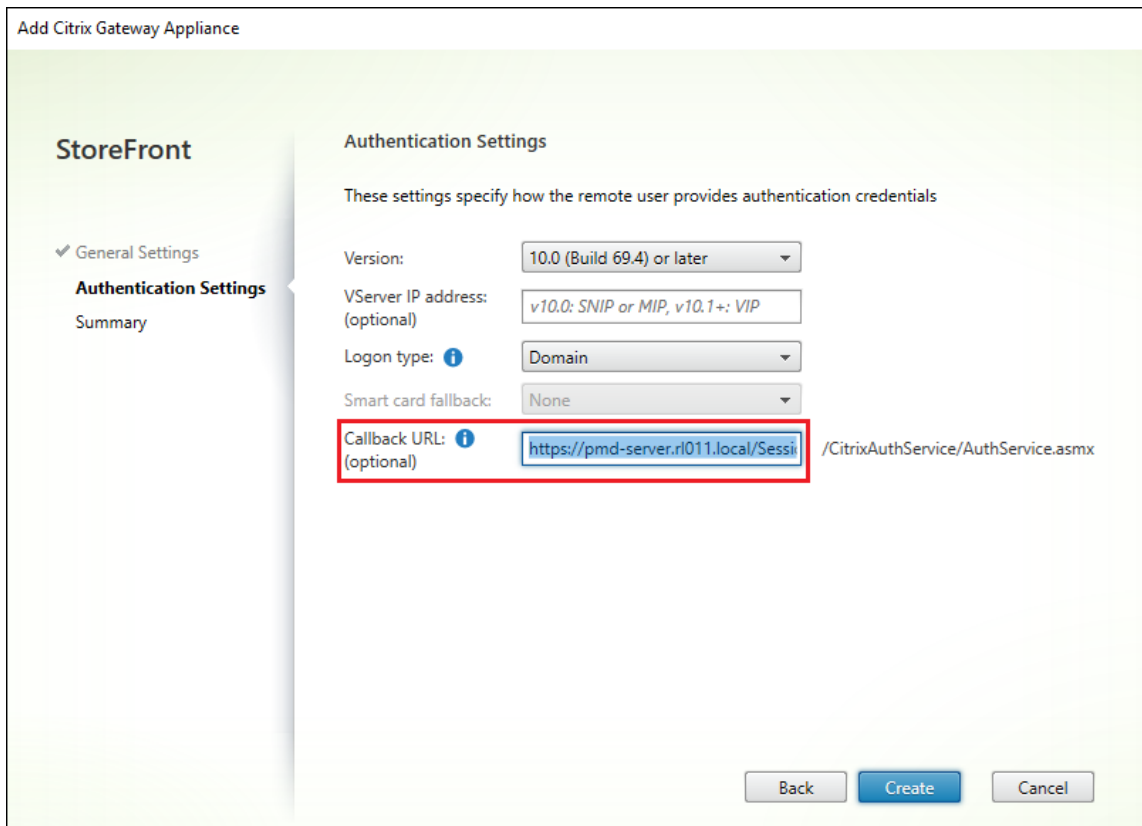 Add Citrix Gateway Appliance
StoreFront
General Settings
Authentication Settings
Summary
Authentication Settings
These settings specify how the remote user provides authentication credentials
Version:
10.0 (Build 69.4) or later
VServer IP address:
(optional)
v10.0: SNIP or MIP, v10.1+: VIP
Logon type:
Domain
Smart card fallback:
None
Callback URL:
(optional)
https://pmd-server.rl011.local/Sessi
/CitrixAuthService/AuthService.asmx
Back
Create
Cancel